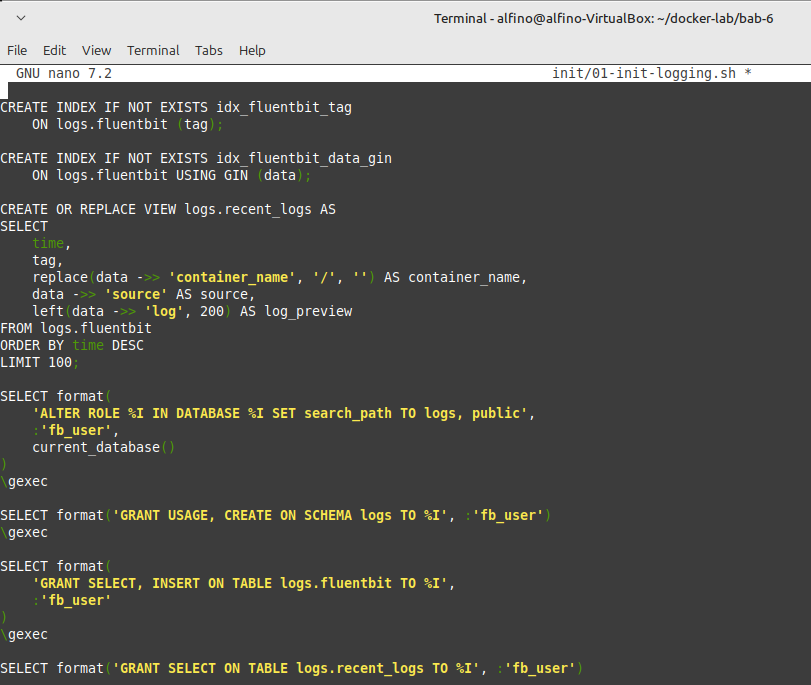 Terminal - alfino@alfino-VirtualBox: ~/docker-lab/bab-6
File Edit View Terminal Tabs Help
GNU nano 7.2 init/01-init-logging.sh *
CREATE INDEX IF NOT EXISTS idx_fluentbit_tag
    ON logs.fluentbit (tag);
CREATE INDEX IF NOT EXISTS idx_fluentbit_data_gin
    ON logs.fluentbit USING GIN (data);
CREATE OR REPLACE VIEW logs.recent_logs AS
SELECT
    time,
    tag,
    replace(data ->> 'container_name', '/', '') AS container_name,
    data ->> 'source' AS source,
    left(data ->> 'log', 200) AS log_preview
FROM logs.fluentbit
ORDER BY time DESC
LIMIT 100;
SELECT format(
    'ALTER ROLE %I IN DATABASE %I SET search_path TO logs, public',
    :'fb_user',
    current_database()
)
\gexec
SELECT format('GRANT USAGE, CREATE ON SCHEMA logs TO %I', :'fb_user')
\gexec
SELECT format(
    'GRANT SELECT, INSERT ON TABLE logs.fluentbit TO %I',
    :'fb_user'
)
\gexec
SELECT format('GRANT SELECT ON TABLE logs.recent_logs TO %I', :'fb_user')